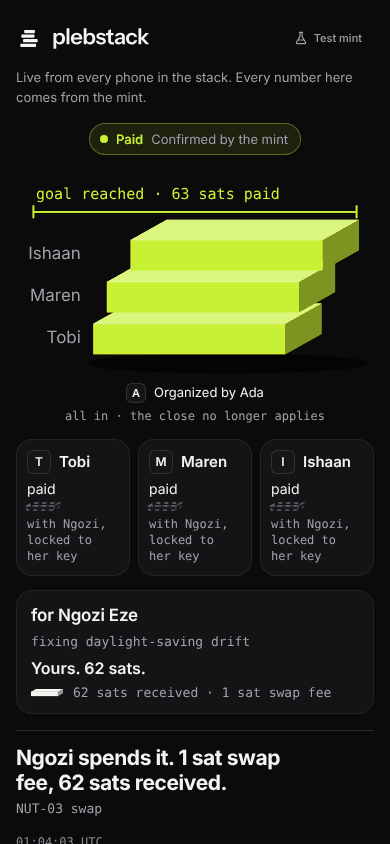 plebstack
Test mint
Live from every phone in the stack. Every number here
comes from the mint.
Paid Confirmed by the mint
goal reached · 63 sats paid
Ishaan
Maren
Tobi
A Organized by Ada
all in · the close no longer applies
T Tobi
paid
with Ngozi,
locked to
her key
M Maren
paid
with Ngozi,
locked to
her key
I Ishaan
paid
with Ngozi,
locked to
her key
for Ngozi Eze
fixing daylight-saving drift
Yours. 62 sats.
62 sats received · 1 sat swap fee
Ngozi spends it. 1 sat swap
fee, 62 sats received.
NUT-03 swap
01:04:03 UTC